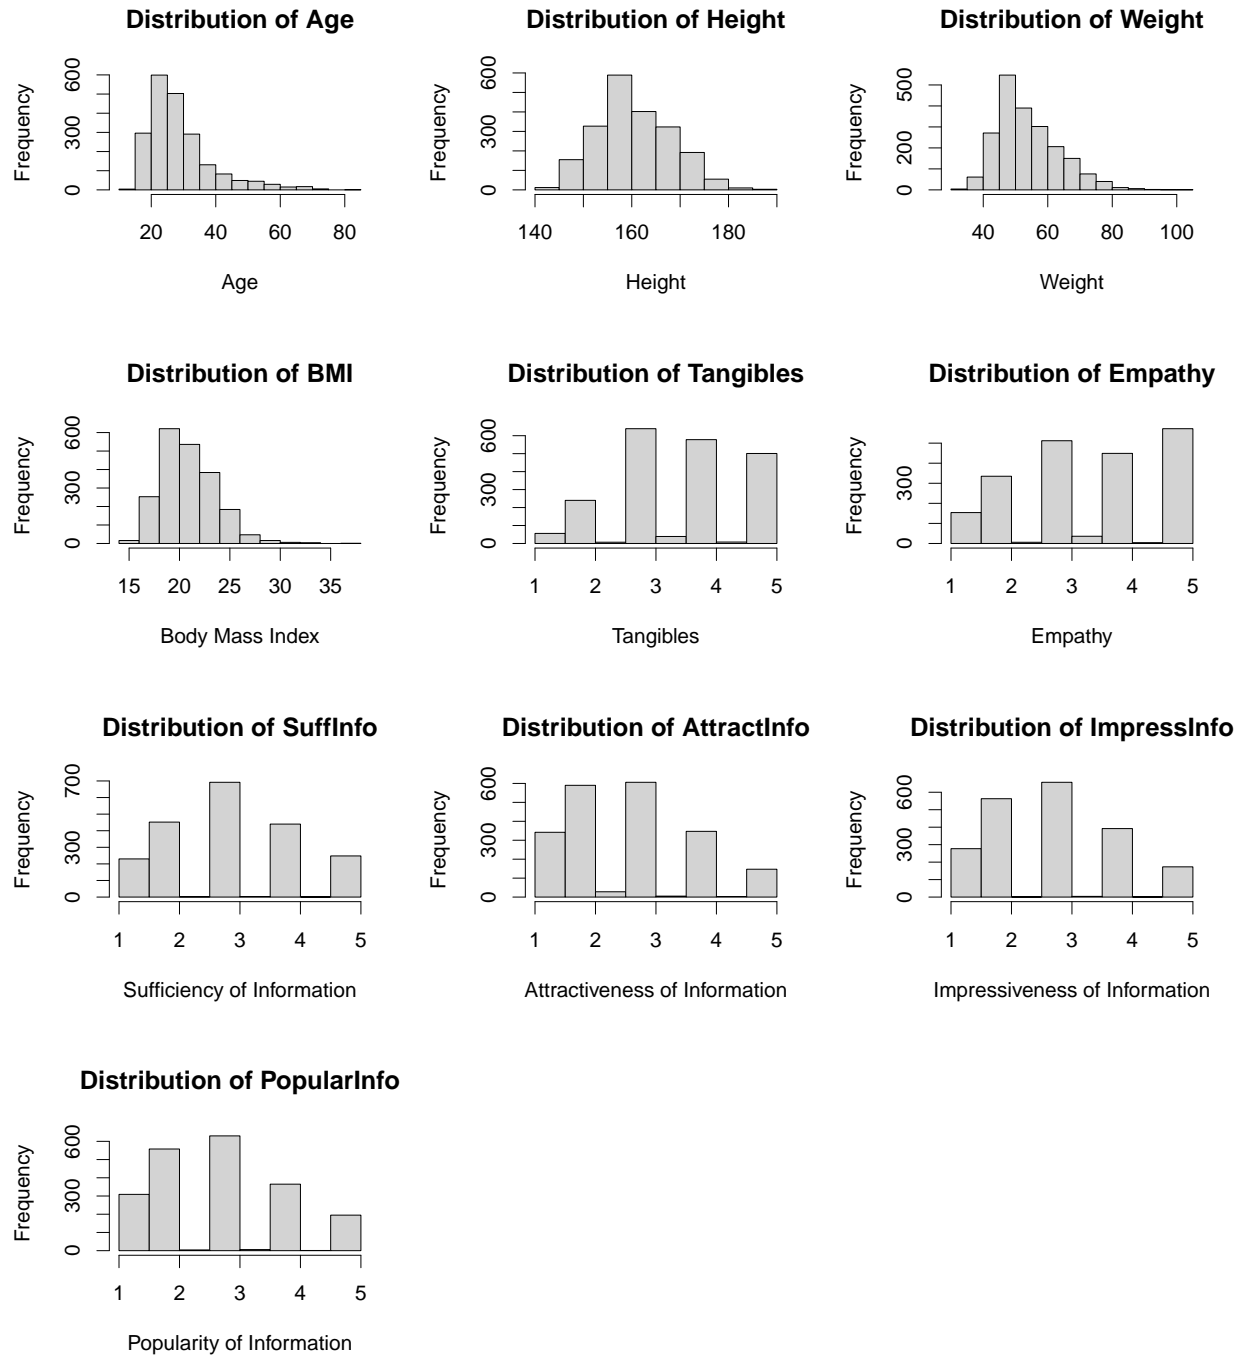 Distribution of Age
Distribution of Height
Distribution of Weight
Frequency
0
300
600
20
40
60
80
Age
Frequency
0
300
600
140
160
180
Height
Frequency
0
200
500
40
60
80
100
Weight
Distribution of BMI
Distribution of Tangibles
Distribution of Empathy
Frequency
0
300
600
15
20
25
30
35
Body Mass Index
Frequency
0
300
600
1
2
3
4
5
Tangibles
Frequency
0
300
1
2
3
4
5
Empathy
Distribution of SuffInfo
Distribution of AttractInfo
Distribution of ImpressInfo
Frequency
0
300
700
1
2
3
4
5
Sufficiency of Information
Frequency
0
300
600
1
2
3
4
5
Attractiveness of Information
Frequency
0
300
600
1
2
3
4
5
Impressiveness of Information
Distribution of PopularInfo
Frequency
0
300
600
1
2
3
4
5
Popularity of Information